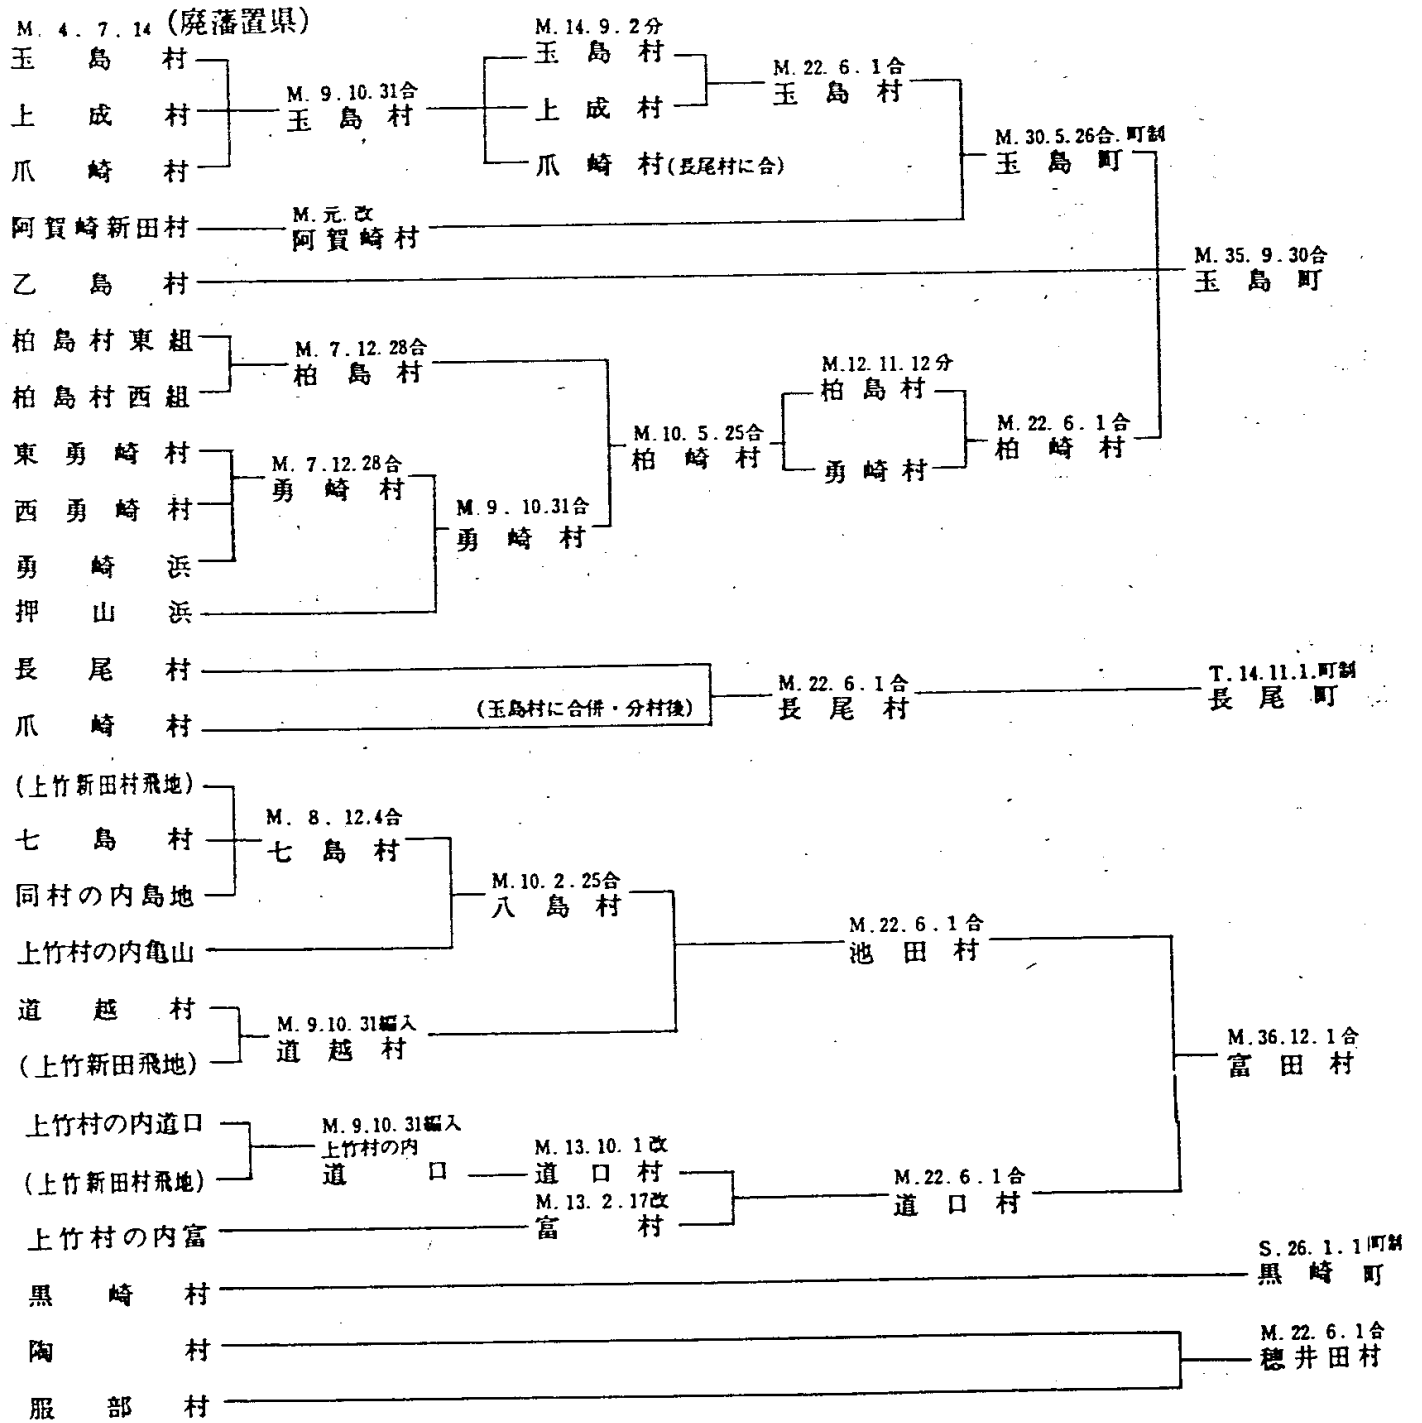 M. 4. 7. 14 (廃藩置県)
玉島村
上成村
爪崎村
M. 9. 10. 31合
玉島村
M. 14. 9. 2分
玉島村
上成村
爪崎村(長尾村に合)
M. 22. 6. 1合
玉島村
阿賀崎新田村
M. 元. 改
阿賀崎村
M. 30. 5. 26合. 町制
玉島町
乙島村
M. 35. 9. 30合
玉島町
柏島村東組
柏島村西組
M. 7. 12. 28合
柏島村
東勇崎村
西勇崎村
勇崎浜
M. 7. 12. 28合
勇崎村
押山浜
M. 9. 10. 31合
勇崎村
M. 10. 5. 25合
柏崎村
M. 12. 11. 12分
柏島村
勇崎村
M. 22. 6. 1合
柏崎村
長尾村
爪崎村
(玉島村に合併・分村後)
M. 22. 6. 1合
長尾村
T. 14. 11. 1. 町制
長尾町
(上竹新田村飛地)
七島村
同村の内島地
M. 8. 12. 4合
七島村
上竹村の内亀山
M. 10. 2. 25合
八島村
道越村
(上竹新田飛地)
M. 9. 10. 31編入
道越村
M. 22. 6. 1合
池田村
上竹村の内道口
(上竹新田村飛地)
M. 9. 10. 31編入
上竹村の内
道口
M. 13. 10. 1改
道口村
上竹村の内富
M. 13. 2. 17改
富村
M. 22. 6. 1合
道口村
M. 36. 12. 1合
富田村
黒崎村
S. 26. 1. 1町制
黒崎町
陶村
服部村
M. 22. 6. 1合
穂井田村